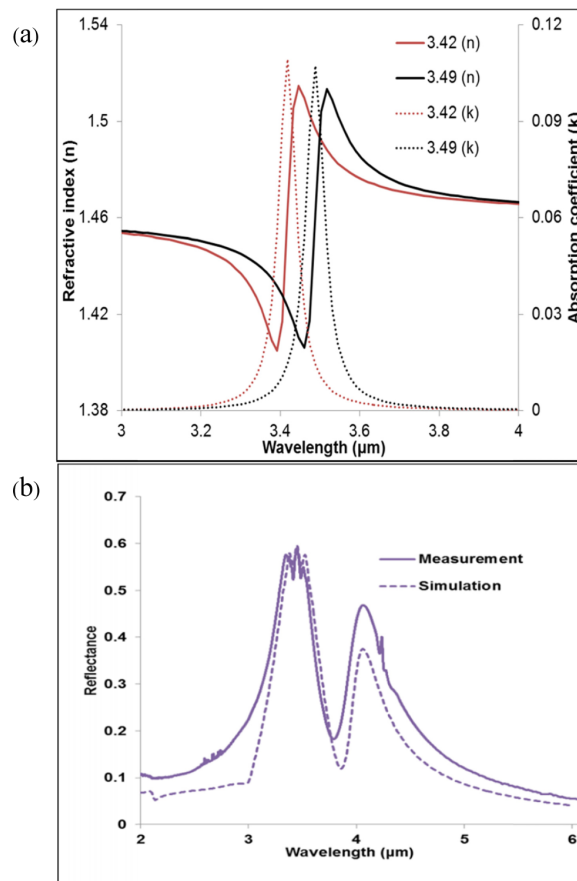 (a)
1.54
1.5
1.46
1.42
1.38
Refractive index (n)
3.42 (n)
3.49 (n)
3.42 (k)
3.49 (k)
0.12
0.09
0.06
0.03
0
Absorption coefficient (k)
3
3.2
3.4
3.6
3.8
4
Wavelength (µm)
(b)
0.7
0.6
0.5
0.4
0.3
0.2
0.1
0
Reflectance
Measurement
Simulation
2
3
4
5
6
Wavelength (µm)